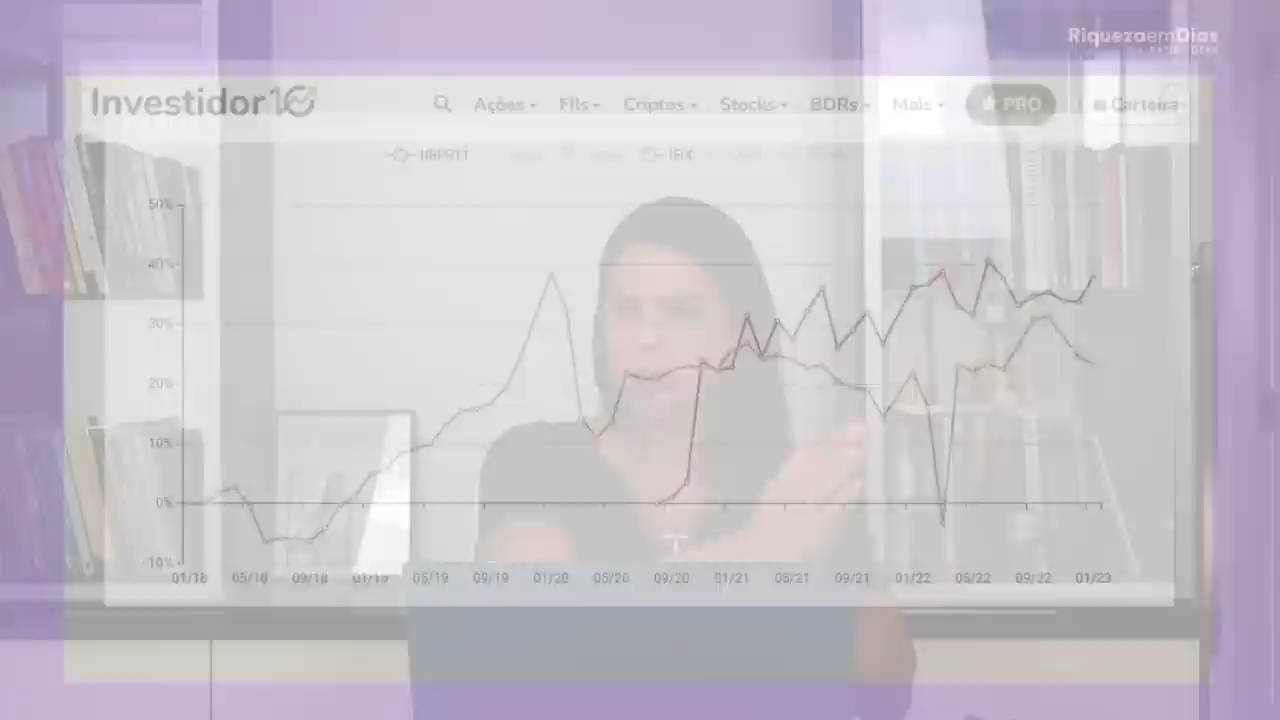 RiquezaemDias
Investidor10
Ações FIIs Criptos Stocks BDRs Mais PRO Carteira
IFIX
50%
40%
30%
20%
10%
0%
-10%
01/18 05/18 09/18 01/19 05/19 09/19 01/20 05/20 09/20 01/21 05/21 09/21 01/22 05/22 09/22 01/23